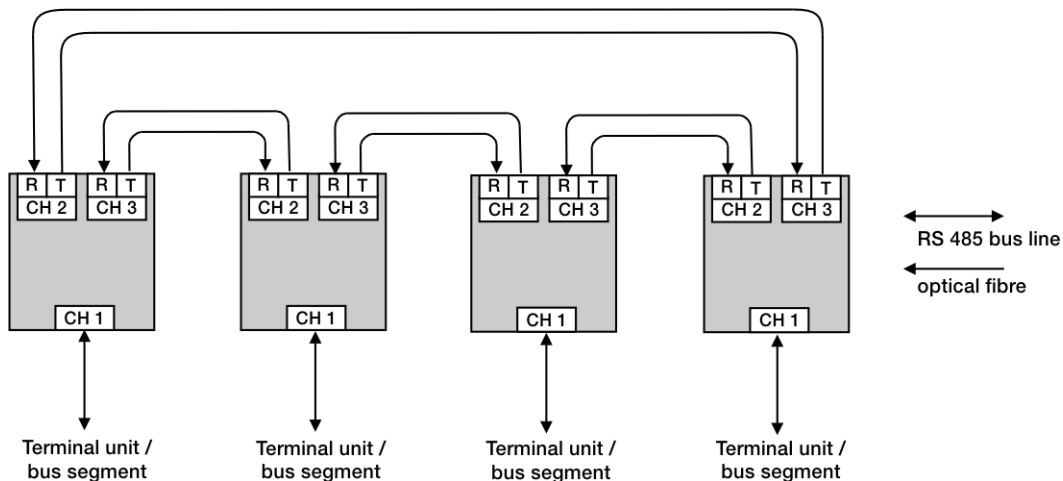 R T R T R T R T R T R T R T R T
CH 2 CH 3 CH 2 CH 3 CH 2 CH 3 CH 2 CH 3
RS 485 bus line
optical fibre
CH 1 CH 1 CH 1 CH 1
Terminal unit / Terminal unit / Terminal unit / Terminal unit /
bus segment bus segment bus segment bus segment